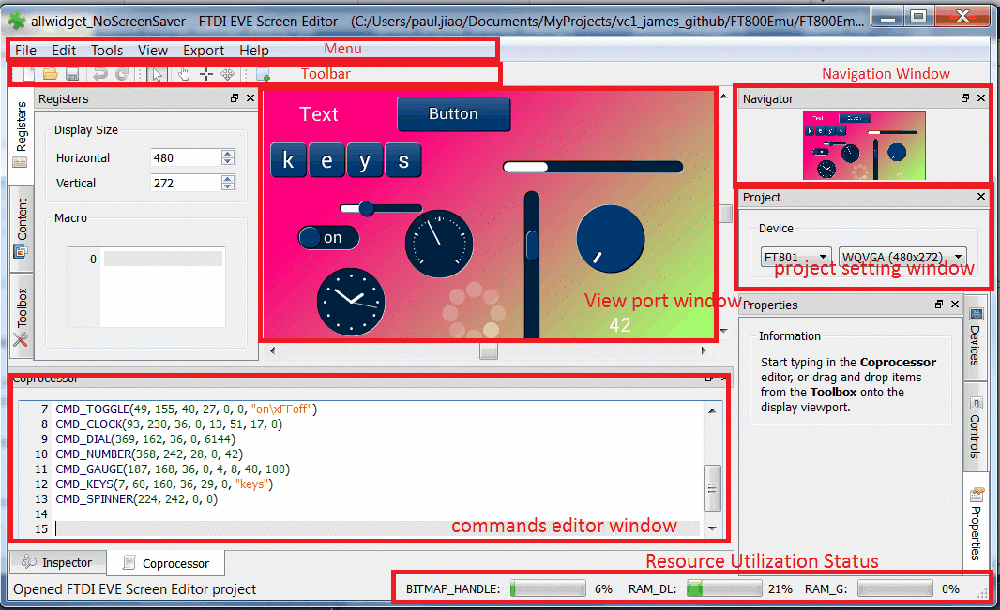 allwidget_NoScreenSaver - FTDI EVE Screen Editor - (C:/Users/paul.jiao/Documents/MyProjects/vc1_james_github/FT800Emu/FT800Em...
File Edit Tools View Export Help Menu
Toolbar
Navigation Window
Registers
Navigator
Registers
Content
Toolbox
Display Size
Horizontal 480
Vertical 272
Macro
0
Text
Button
k e y s
on
42
View port window
Project
Device
FT801 WQVGA (480x272)
project setting window
Properties
Information
Start typing in the Coprocessor
editor, or drag and drop items
from the Toolbox onto the
display viewport.
Devices
Controls
Properties
Coprocessor
7 CMD_TOGGLE(49, 155, 40, 27, 0, 0, "on\xFFoff")
8 CMD_CLOCK(93, 230, 36, 0, 13, 51, 17, 0)
9 CMD_DIAL(369, 162, 36, 0, 6144)
10 CMD_NUMBER(368, 242, 28, 0, 42)
11 CMD_GAUGE(187, 168, 36, 0, 4, 8, 40, 100)
12 CMD_KEYS(7, 60, 160, 36, 29, 0, "keys")
13 CMD_SPINNER(224, 242, 0, 0)
14
15
commands editor window
Inspector Coprocessor
Resource Utilization Status
Opened FTDI EVE Screen Editor project
BITMAP_HANDLE: 6% RAM_DL: 21% RAM_G: 0%